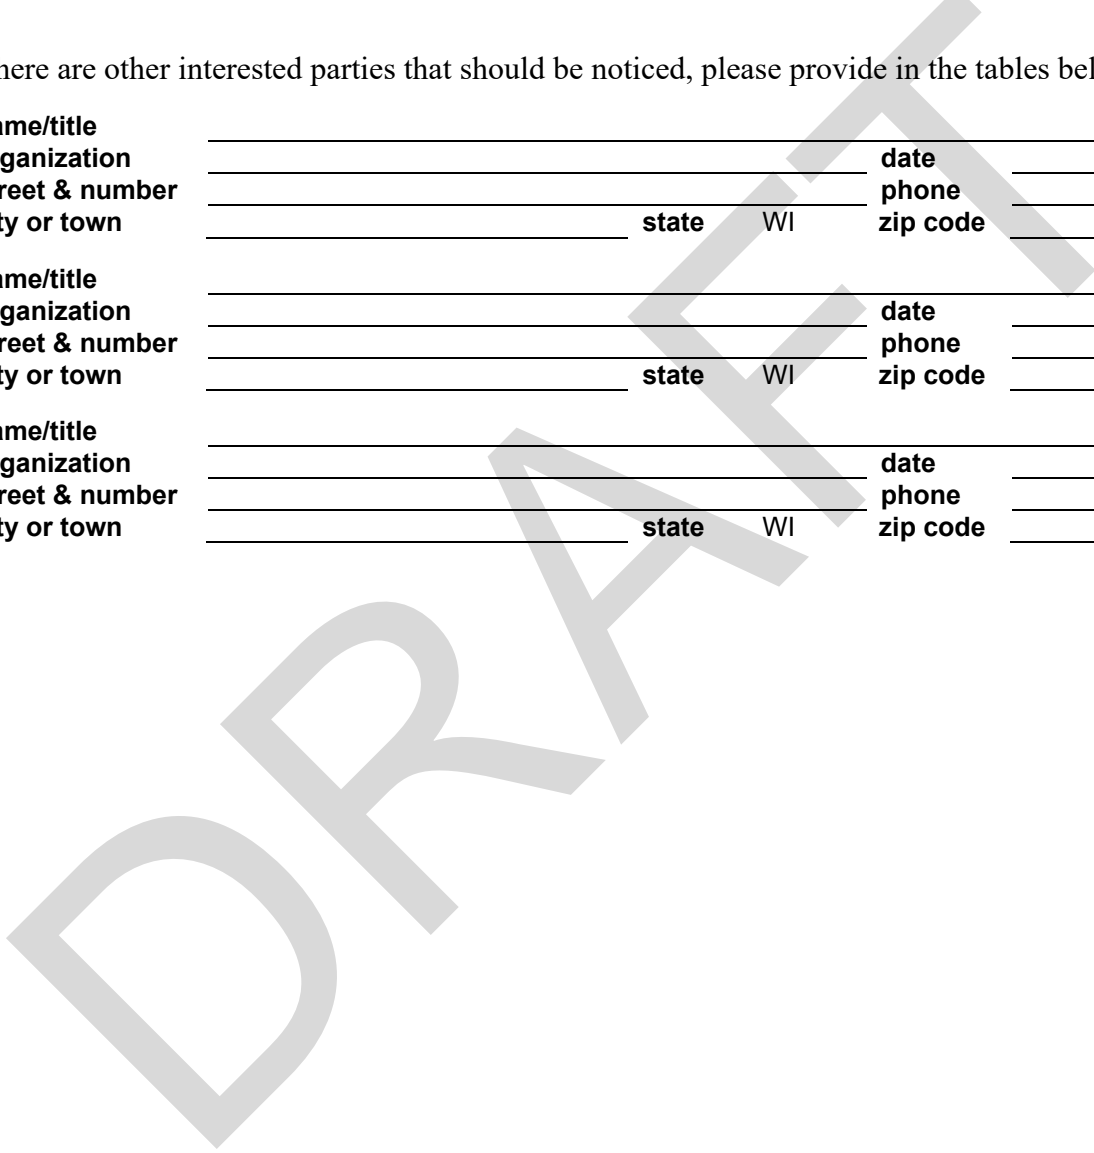 here are other interested parties that should be noticed, please provide in the tables bel
ame/title
ganization date
reet & number phone
ty or town state WI zip code
ame/title
ganization date
reet & number phone
ty or town state WI zip code
ame/title
ganization date
reet & number phone
ty or town state WI zip code
DRAFT